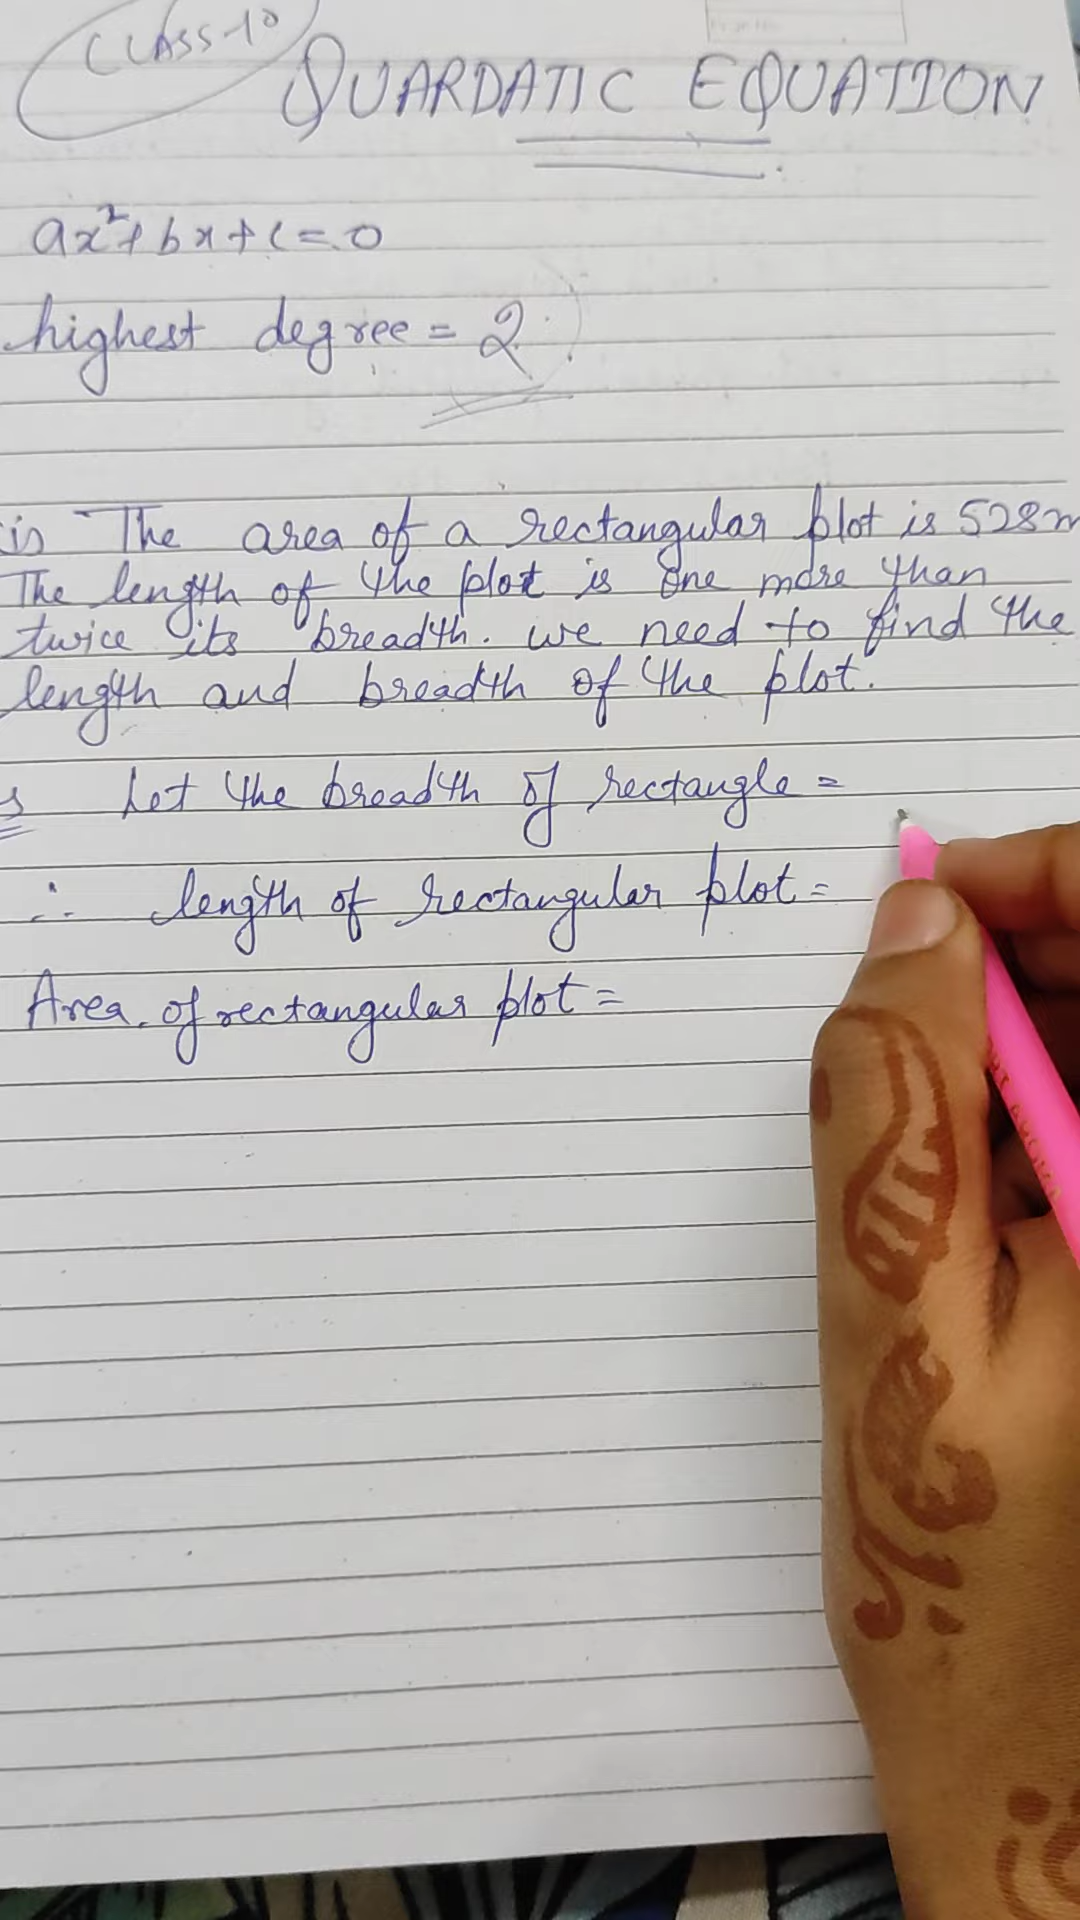 CLASS-10
QUARDATIC EQUATION
ax²+bx+c=0
highest degree = 2
is The area of a rectangular plot is 528m
The length of the plot is one more than
twice its breadth. we need to find the
length and breadth of the plot.
s Let the breadth of rectangle =
∴ length of rectangular plot =
Area. of rectangular plot =